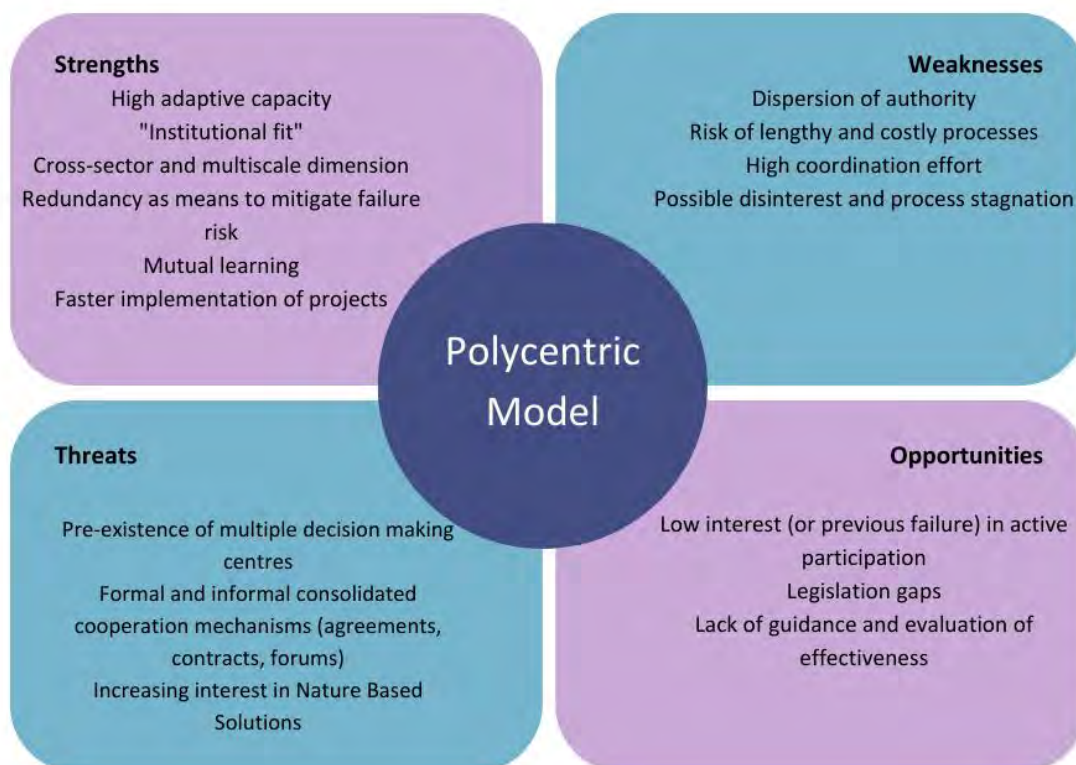 Strengths
High adaptive capacity
"Institutional fit"
Cross-sector and multiscale dimension
Redundancy as means to mitigate failure
risk
Mutual learning
Faster implementation of projects
Weaknesses
Dispersion of authority
Risk of lengthy and costly processes
High coordination effort
Possible disinterest and process stagnation
Polycentric
Model
Threats
Pre-existence of multiple decision making
centres
Formal and informal consolidated
cooperation mechanisms (agreements,
contracts, forums)
Increasing interest in Nature Based
Solutions
Opportunities
Low interest (or previous failure) in active
participation
Legislation gaps
Lack of guidance and evaluation of
effectiveness